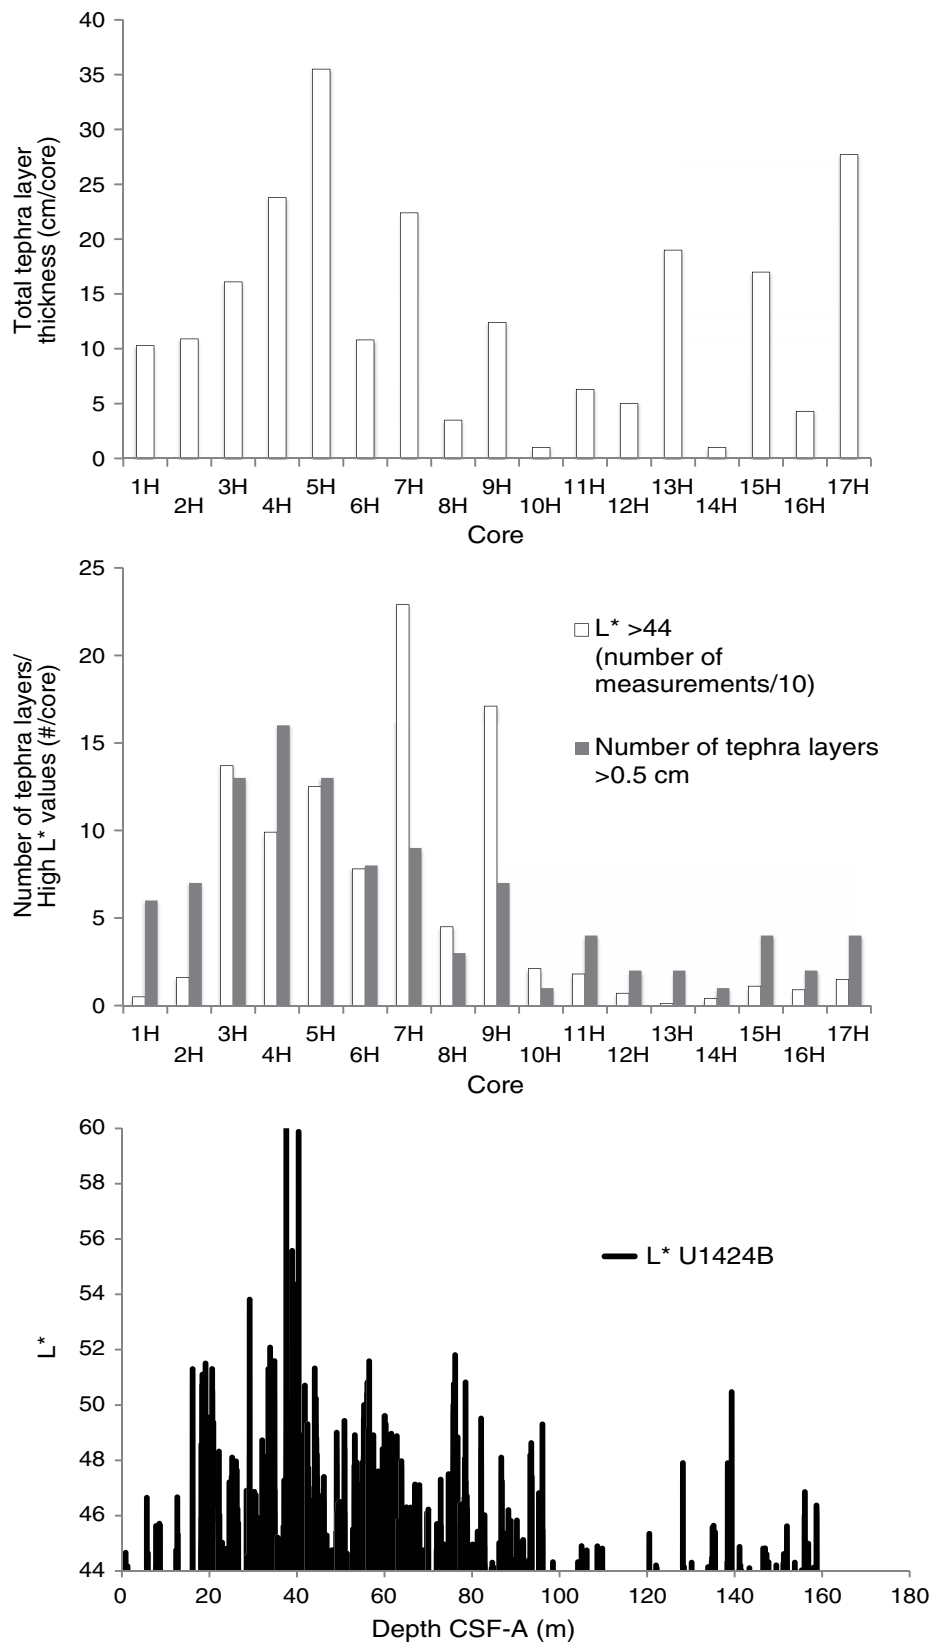 40
35
30
25
20
15
10
5
0
Total tephra layer
thickness (cm/core)
1H 2H 3H 4H 5H 6H 7H 8H 9H 10H 11H 12H 13H 14H 15H 16H 17H
Core
25
20
15
10
5
0
Number of tephra layers/
High L* values (#/core)
L* >44
(number of
measurements/10)
Number of tephra layers
>0.5 cm
1H 2H 3H 4H 5H 6H 7H 8H 9H 10H 11H 12H 13H 14H 15H 16H 17H
Core
60
58
56
54
52
50
48
46
44
L*
L* U1424B
0 20 40 60 80 100 120 140 160 180
Depth CSF-A (m)